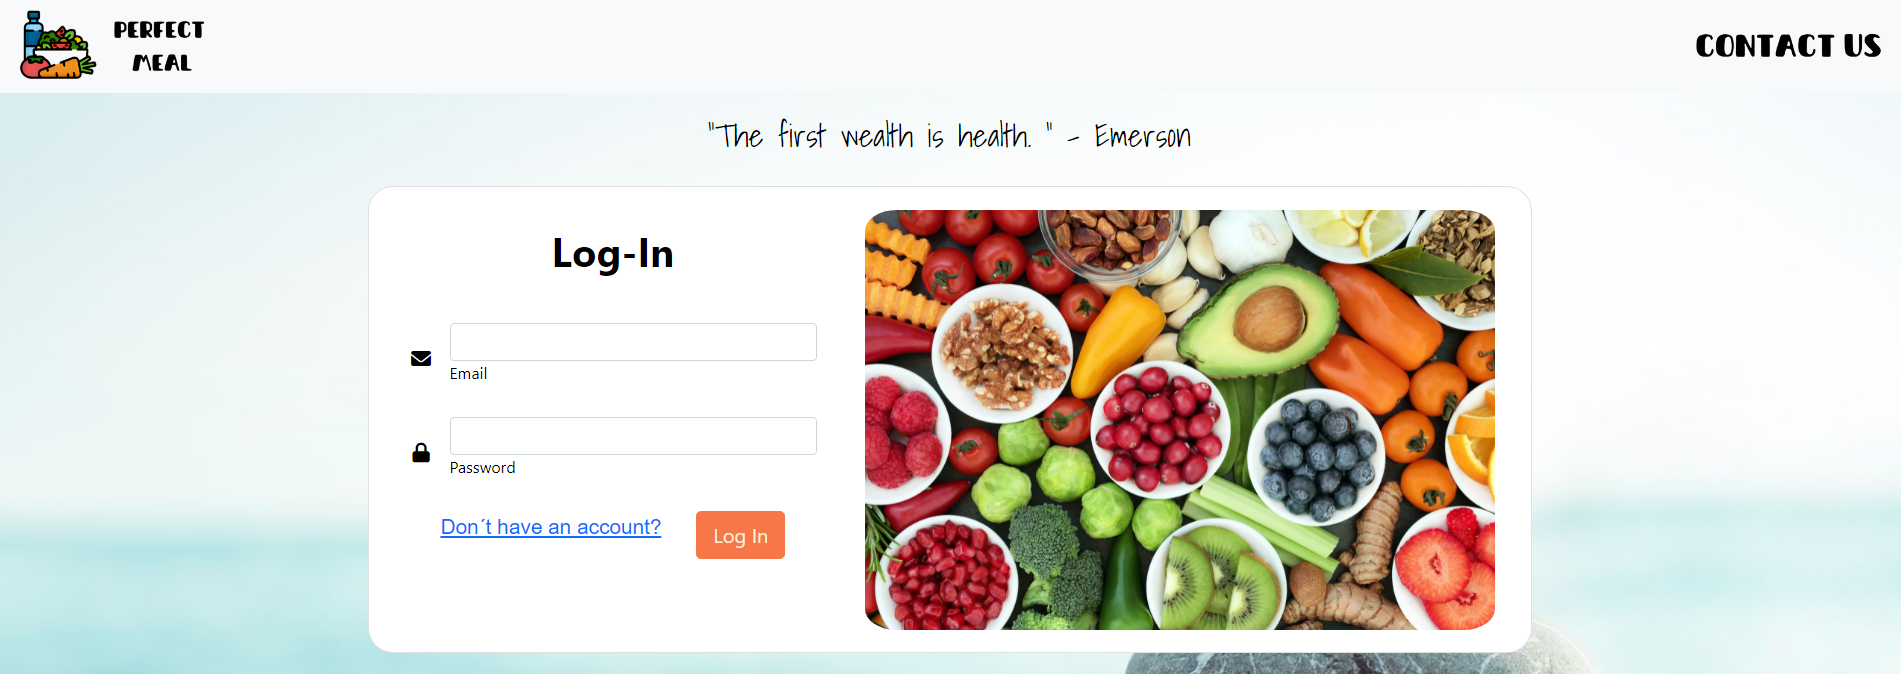 PERFECT
MEAL
CONTACT US
"The first wealth is health. " - Emerson
Log-In
Email
Password
Don´t have an account?
Log In